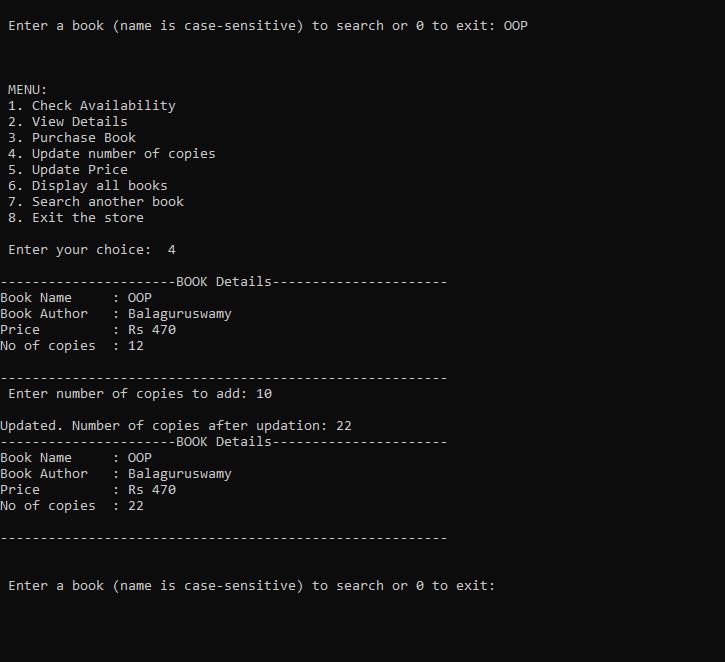 Enter a book (name is case-sensitive) to search or 0 to exit: OOP
MENU:
1. Check Availability
2. View Details
3. Purchase Book
4. Update number of copies
5. Update Price
6. Display all books
7. Search another book
8. Exit the store
Enter your choice:  4
----------------------BOOK Details----------------------
Book Name     : OOP
Book Author   : Balaguruswamy
Price         : Rs 470
No of copies  : 12
--------------------------------------------------------
Enter number of copies to add: 10
Updated. Number of copies after updation: 22
----------------------BOOK Details----------------------
Book Name     : OOP
Book Author   : Balaguruswamy
Price         : Rs 470
No of copies  : 22
--------------------------------------------------------
Enter a book (name is case-sensitive) to search or 0 to exit: